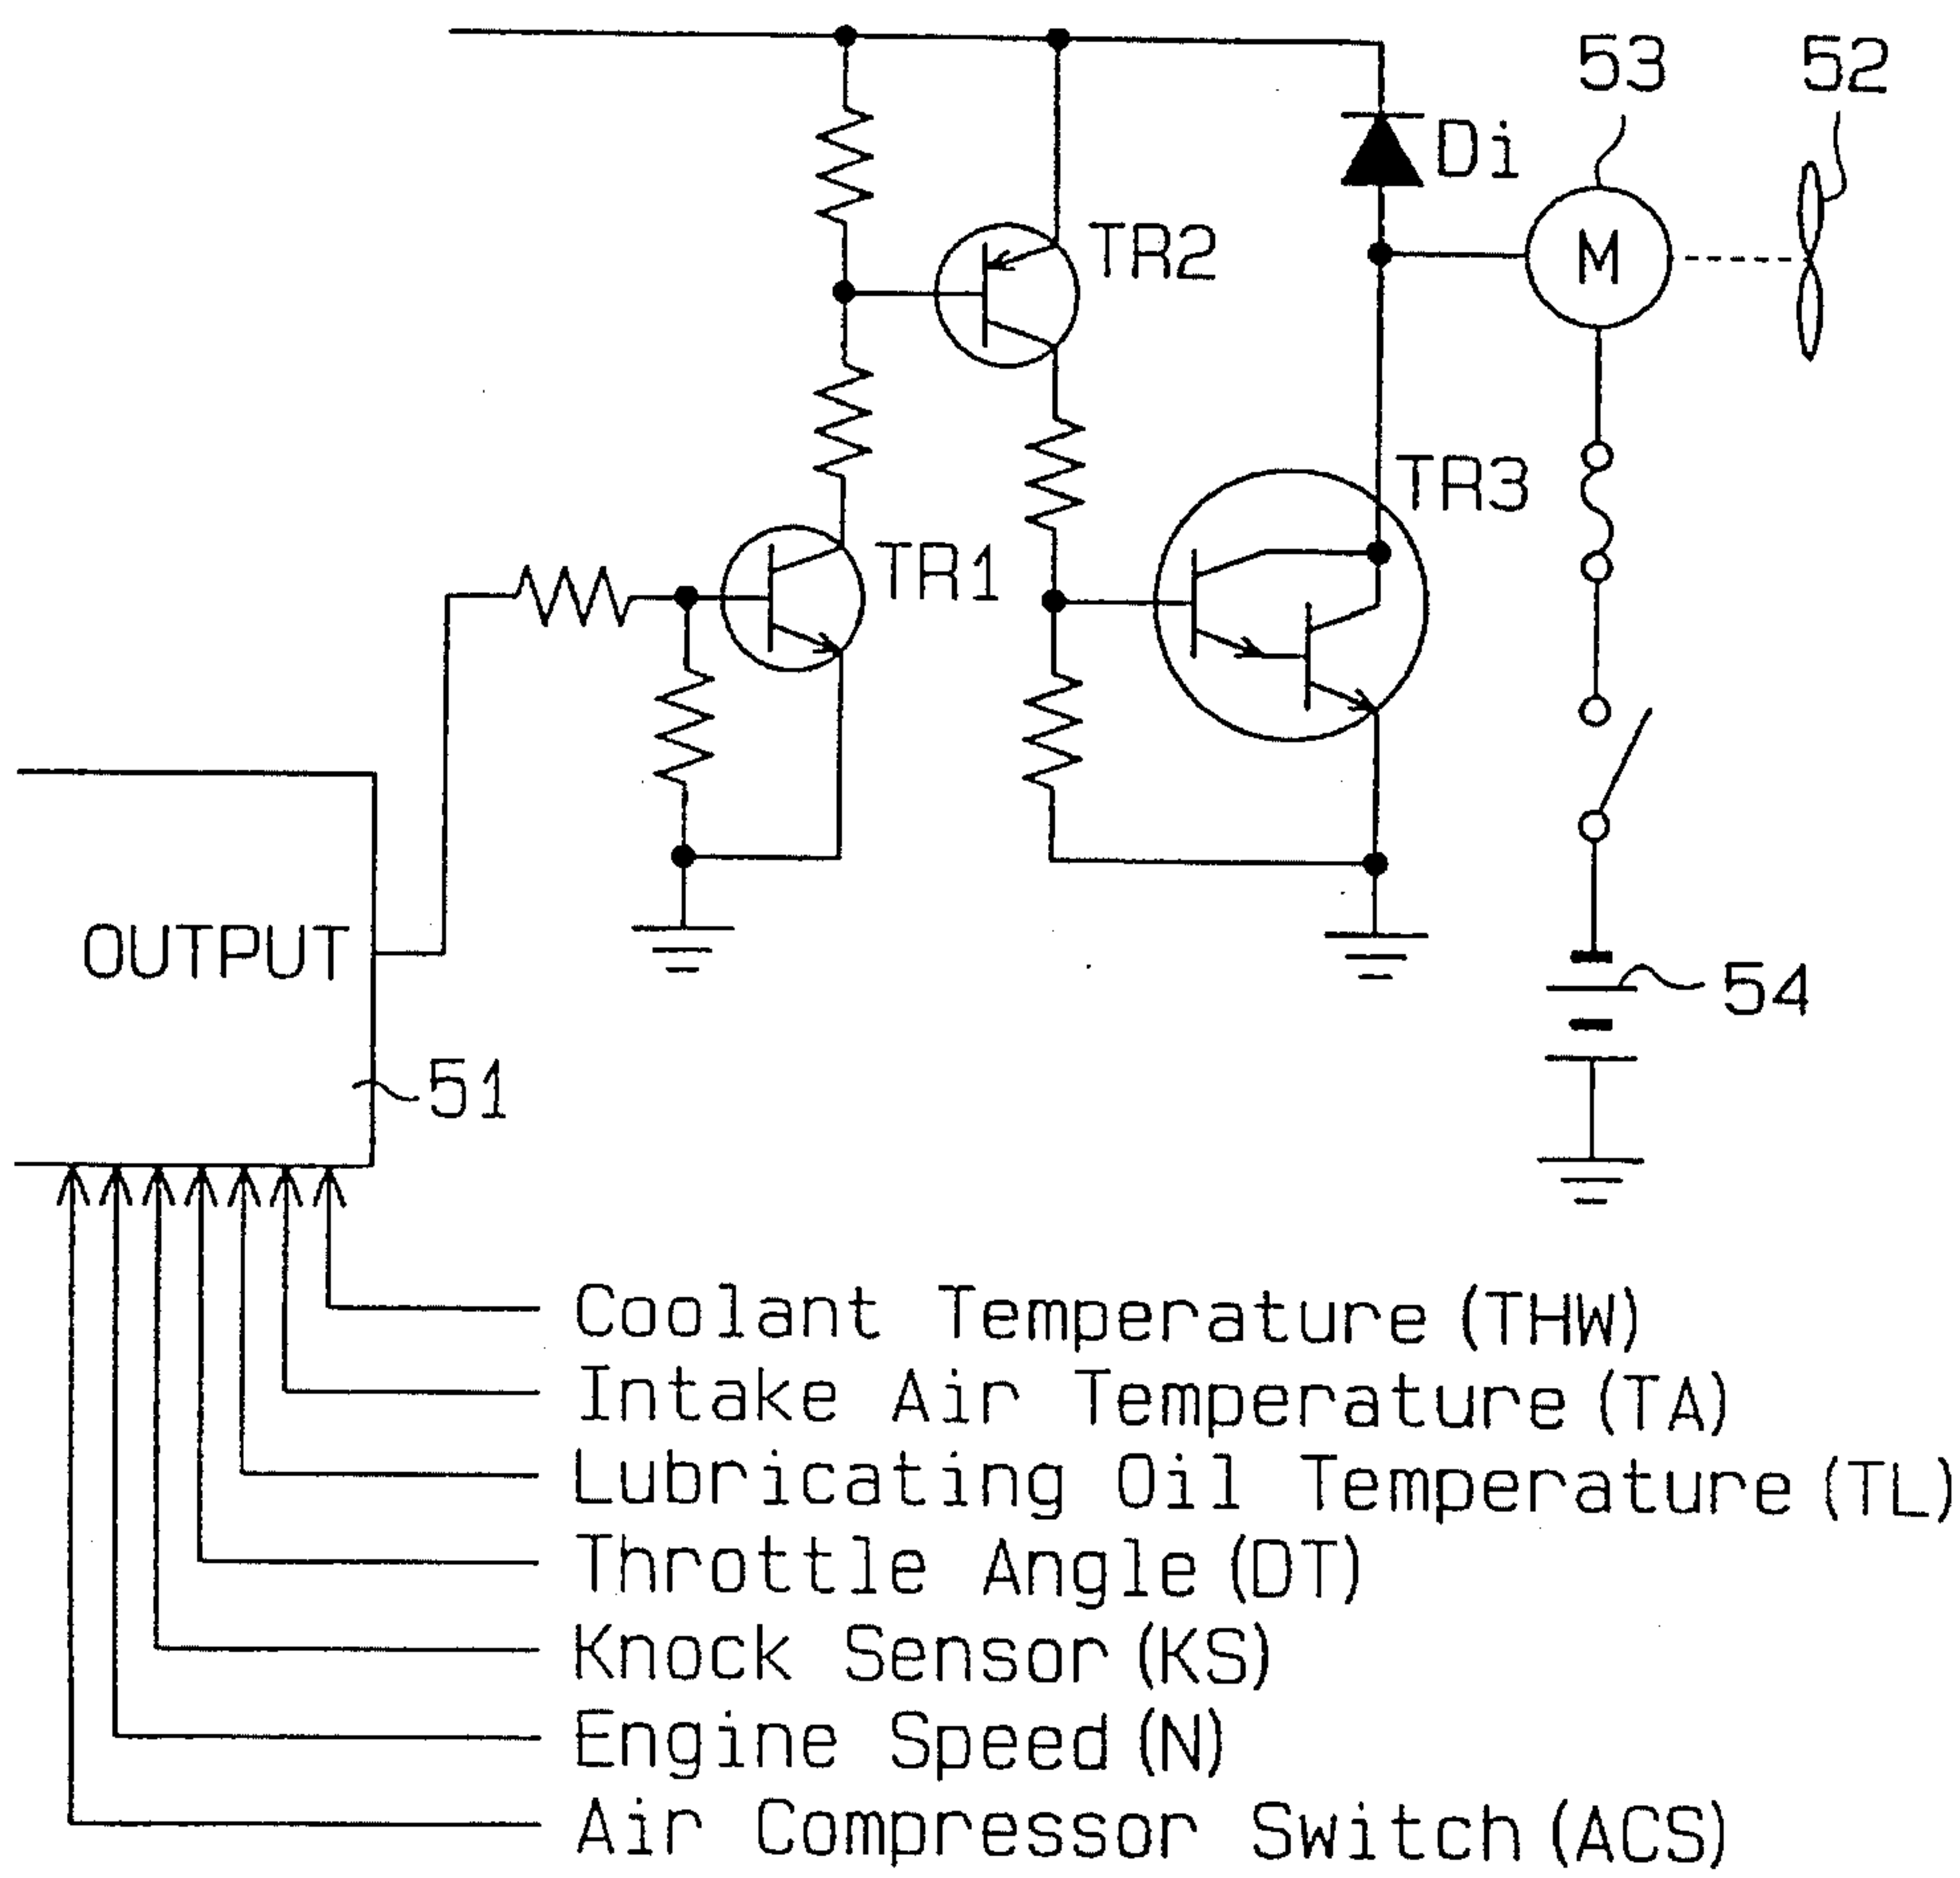 53
52
Di
M
TR2
TR3
TR1
OUTPUT
54
51
Coolant Temperature (THW)
Intake Air Temperature (TA)
Lubricating Oil Temperature (TL)
Throttle Angle (DT)
Knock Sensor (KS)
Engine Speed (N)
Air Compressor Switch (ACS)